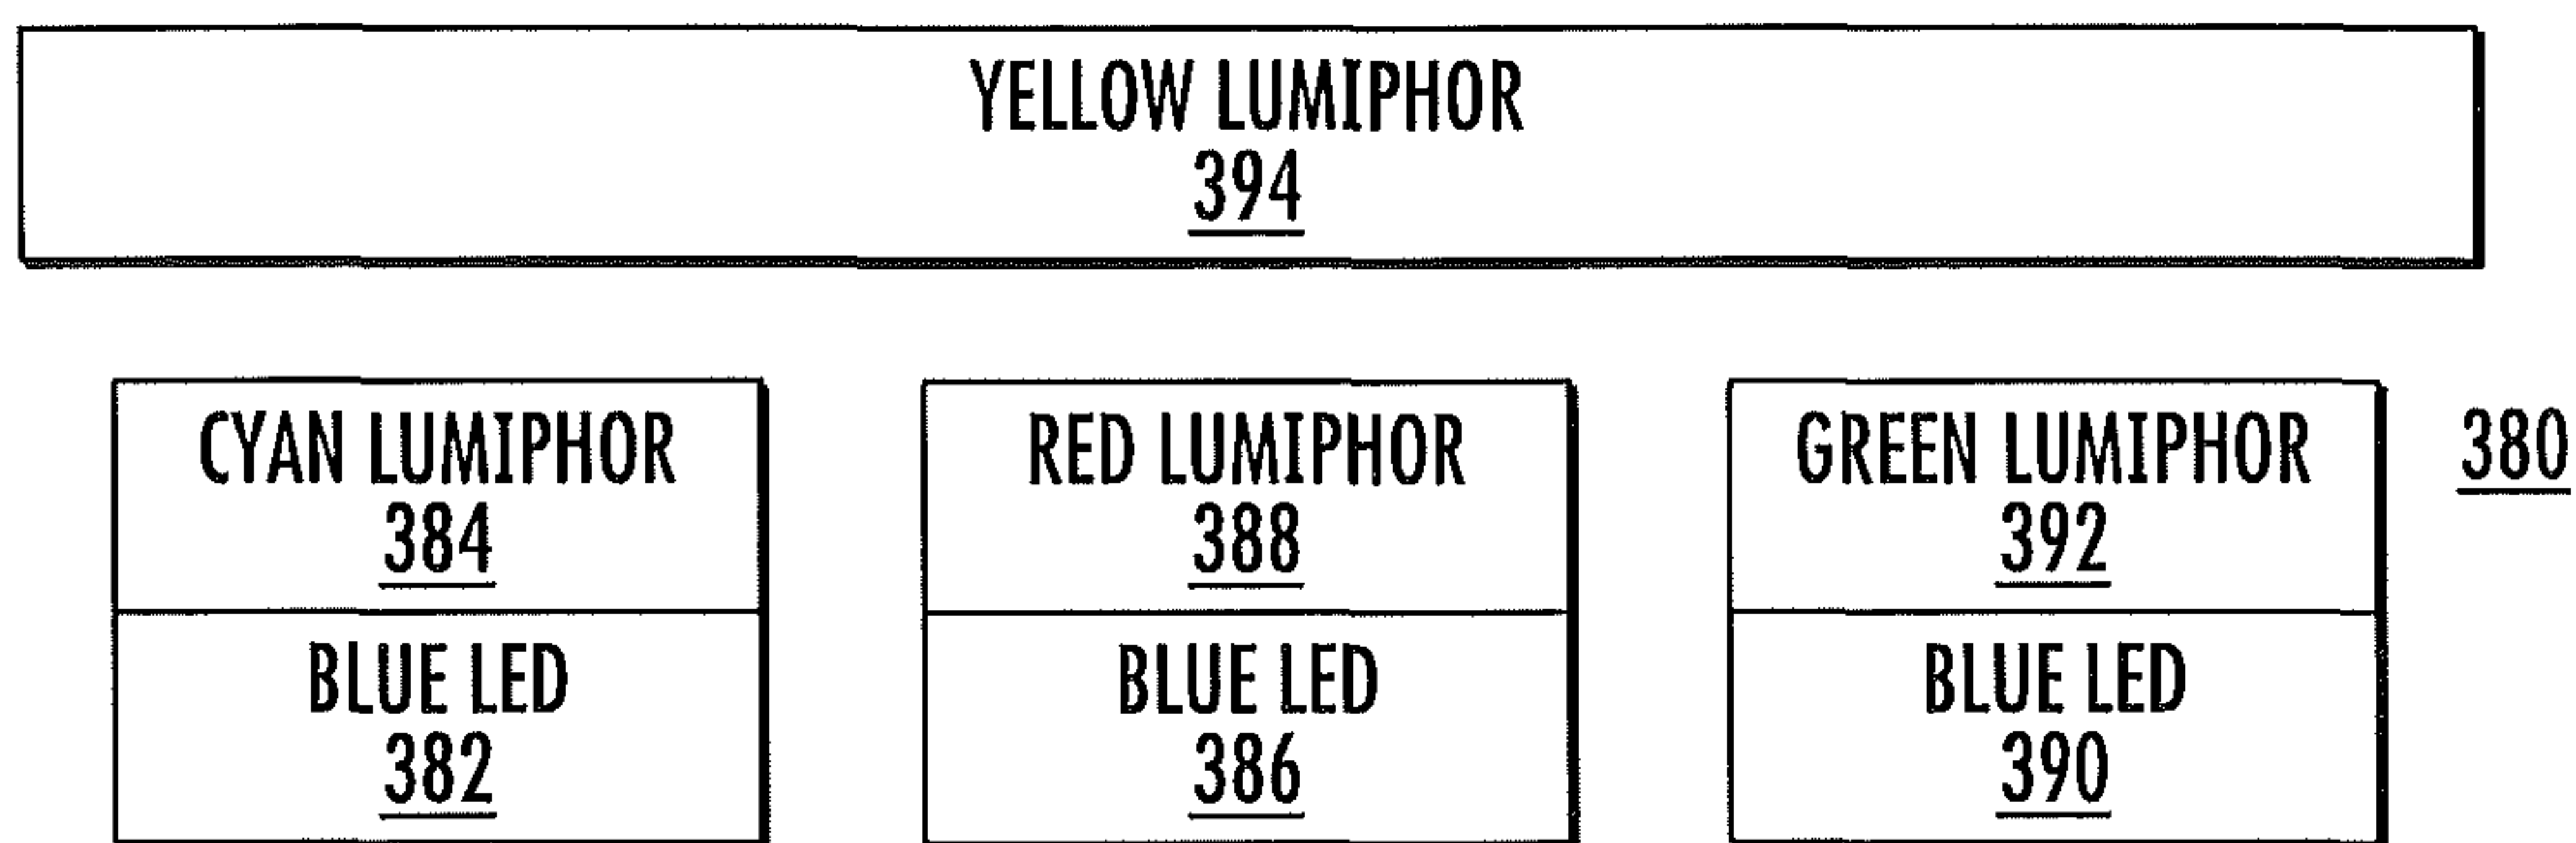 YELLOW LUMIPHOR
394
CYAN LUMIPHOR
384
BLUE LED
382
RED LUMIPHOR
388
BLUE LED
386
GREEN LUMIPHOR
392
BLUE LED
390
380